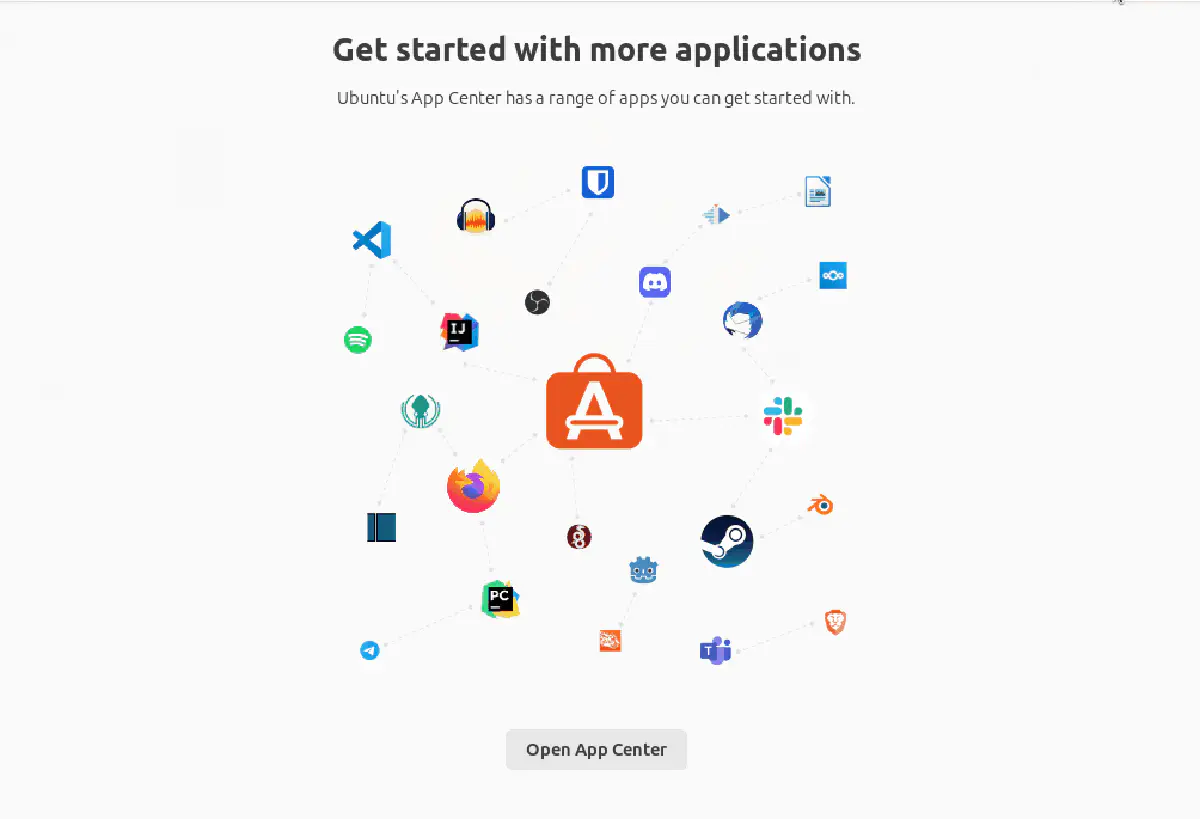 Get started with more applications
Ubuntu's App Center has a range of apps you can get started with.
IJ
A
PC
T
Open App Center